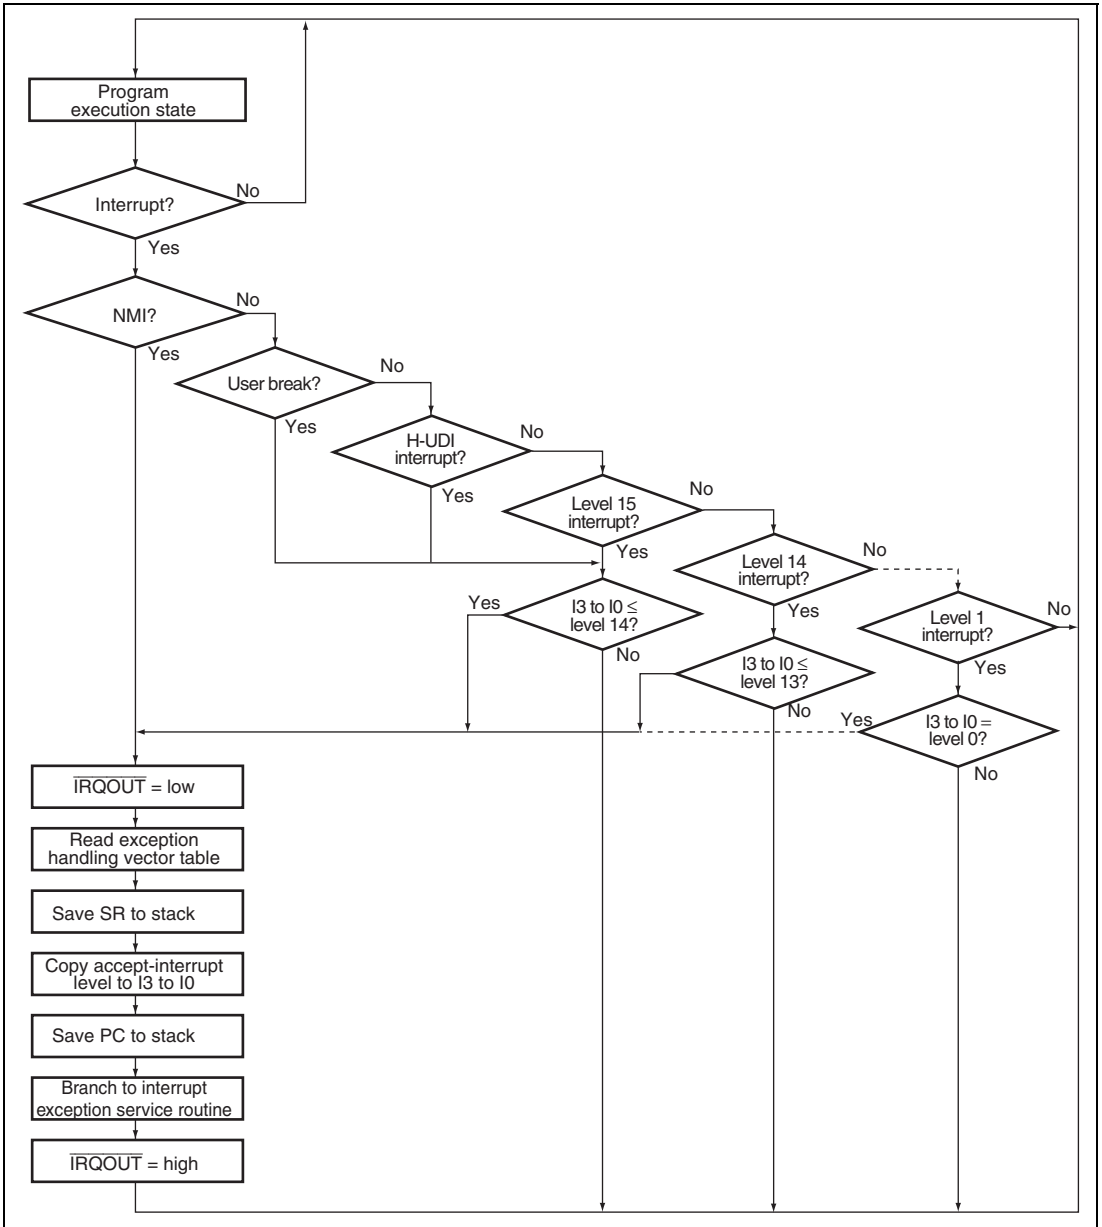 Program
execution state
Interrupt?
No
Yes
NMI?
No
Yes
User break?
No
Yes
H-UDI
interrupt?
No
Yes
Level 15
interrupt?
No
Yes
Level 14
interrupt?
No
Yes
Level 1
interrupt?
No
Yes
I3 to I0 ≤
level 14?
Yes
No
I3 to I0 ≤
level 13?
No
I3 to I0 =
level 0?
Yes
No
IRQOUT = low
Read exception
handling vector table
Save SR to stack
Copy accept-interrupt
level to I3 to I0
Save PC to stack
Branch to interrupt
exception service routine
IRQOUT = high